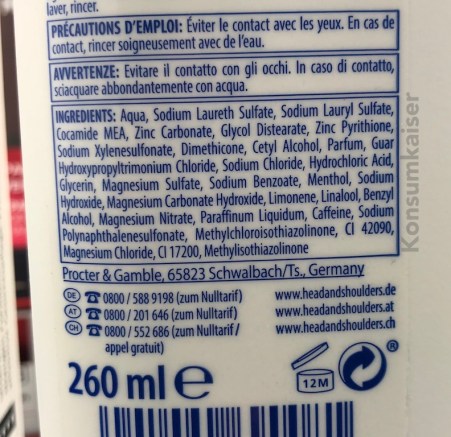 laver, rincer.
PRÉCAUTIONS D'EMPLOI: Éviter le contact avec les yeux. En cas de
contact, rincer soigneusement avec de l'eau.
AVVERTENZE: Evitare il contatto con gli occhi. In caso di contatto,
sciacquare abbondantemente con acqua.
INGREDIENTS: Aqua, Sodium Laureth Sulfate, Sodium Lauryl Sulfate,
Cocamide MEA, Zinc Carbonate, Glycol Distearate, Zinc Pyrithione,
Sodium Xylenesulfonate, Dimethicone, Cetyl Alcohol, Parfum, Guar
Hydroxypropyltrimonium Chloride, Sodium Chloride, Hydrochloric Acid,
Glycerin, Magnesium Sulfate, Sodium Benzoate, Menthol, Sodium
Hydroxide, Magnesium Carbonate Hydroxide, Limonene, Linalool, Benzyl
Alcohol, Magnesium Nitrate, Paraffinum Liquidum, Caffeine, Sodium
Polynaphthalenesulfonate, Methylchloroisothiazolinone, CI 42090,
Magnesium Chloride, CI 17200, Methylisothiazolinone
Procter & Gamble, 65823 Schwalbach/Ts., Germany
DE ☎ 0800 / 588 9198 (zum Nulltarif) www.headandshoulders.de
AT ☎ 0800 / 201 646 (zum Nulltarif) www.headandshoulders.at
CH ☎ 0800 / 552 686 (zum Nulltarif / www.headandshoulders.ch
appel gratuit)
260 ml e
12M
®
Konsumkaiser